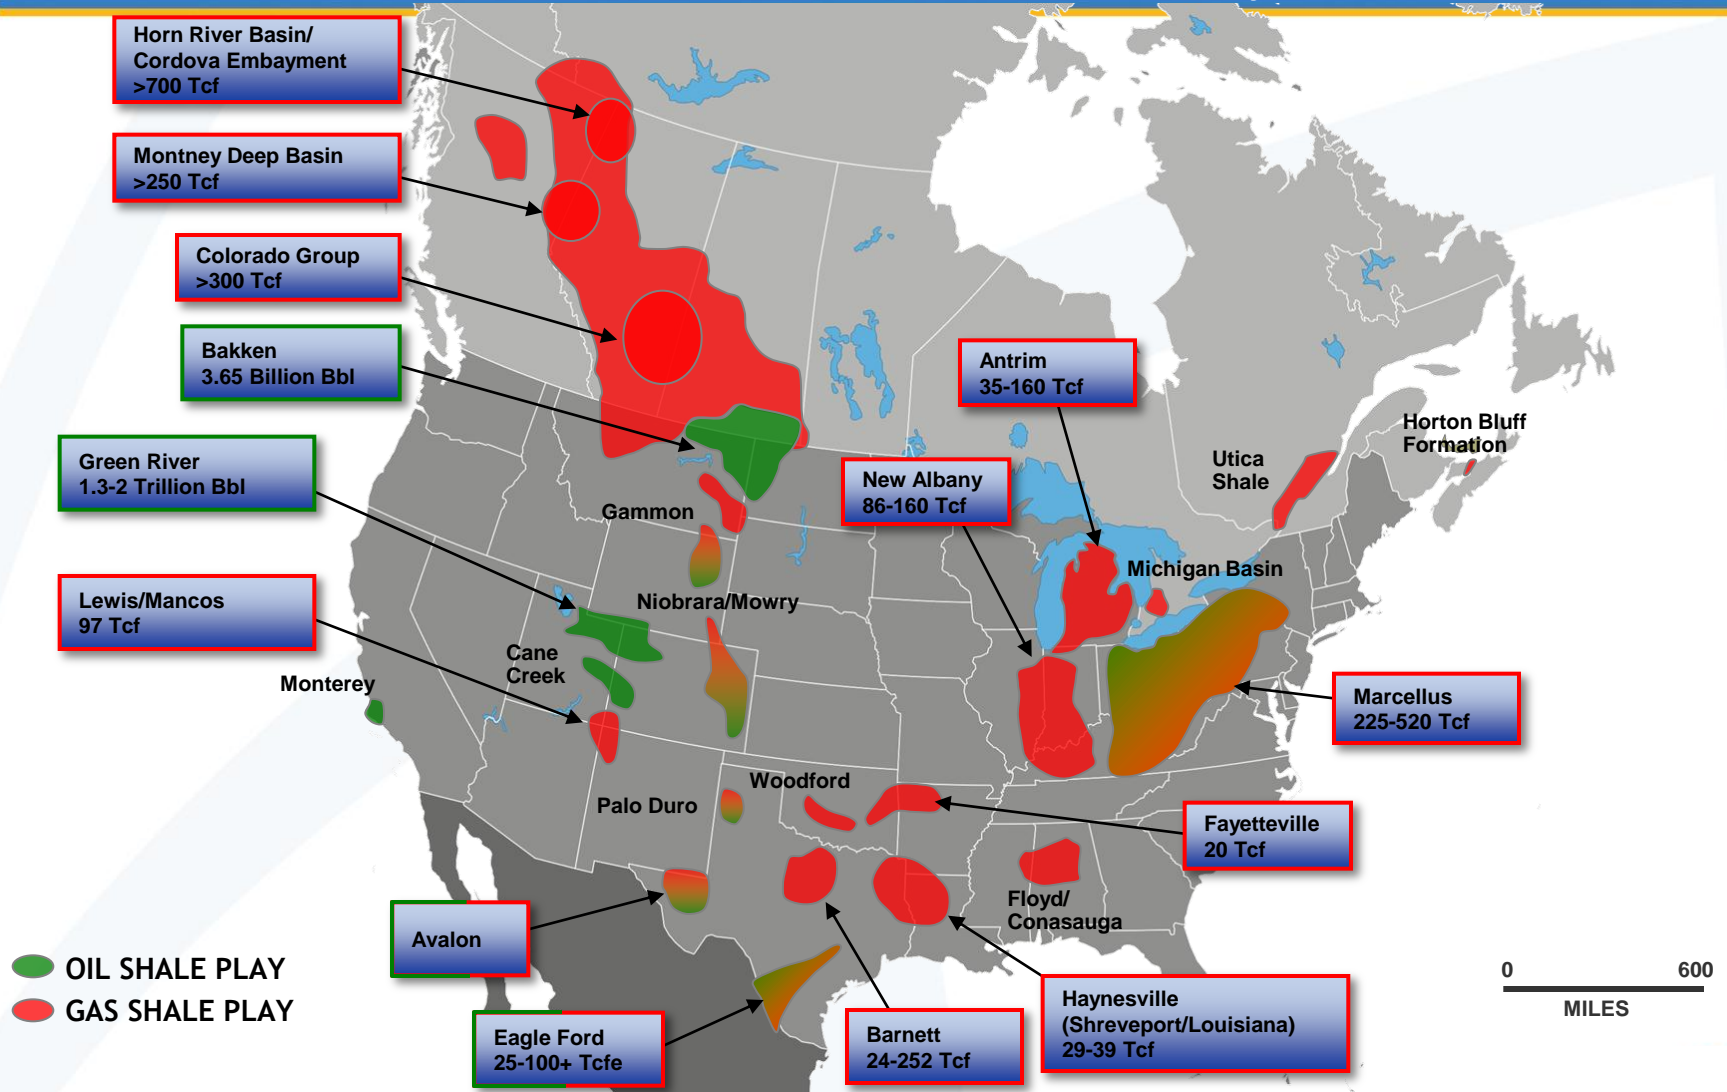 Horn River Basin/
Cordova Embayment
>700 Tcf
Montney Deep Basin
>250 Tcf
Colorado Group
>300 Tcf
Bakken
3.65 Billion Bbl
Green River
1.3-2 Trillion Bbl
Lewis/Mancos
97 Tcf
Monterey
Cane
Creek
Gammon
Niobrara/Mowry
Antrim
35-160 Tcf
New Albany
86-160 Tcf
Utica
Shale
Horton Bluff
Formation
Michigan Basin
Marcellus
225-520 Tcf
Woodford
Palo Duro
Fayetteville
20 Tcf
Floyd/
Conasauga
Avalon
Eagle Ford
25-100+ Tcfe
Barnett
24-252 Tcf
Haynesville
(Shreveport/Louisiana)
29-39 Tcf
OIL SHALE PLAY
GAS SHALE PLAY
0 600
MILES